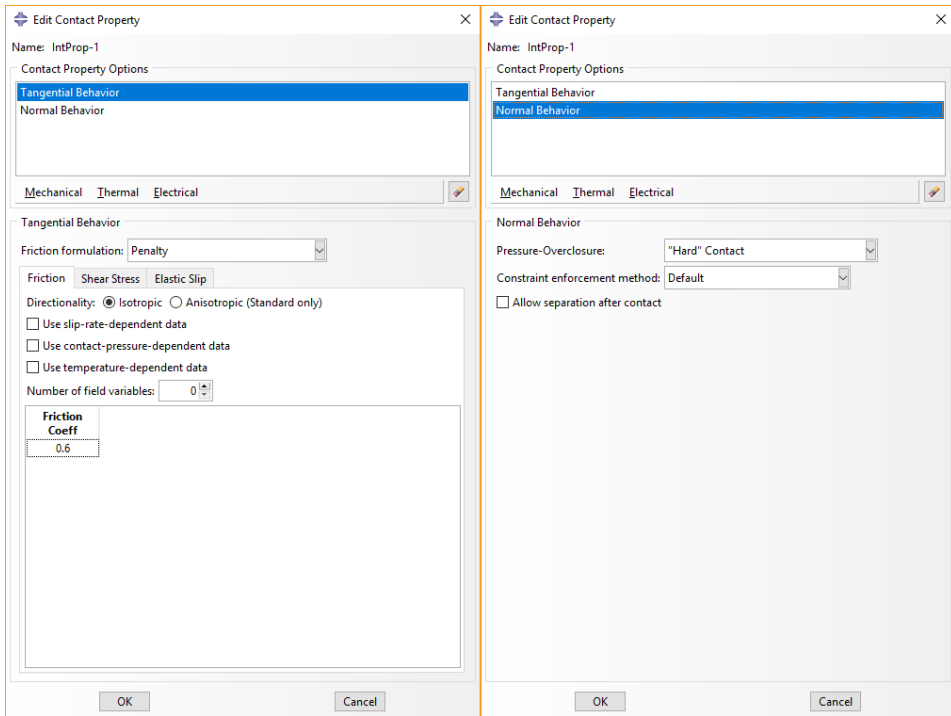 Edit Contact Property
Name: IntProp-1
Contact Property Options
Tangential Behavior
Normal Behavior
Mechanical Thermal Electrical
Tangential Behavior
Friction formulation: Penalty
Friction Shear Stress Elastic Slip
Directionality: Isotropic Anisotropic (Standard only)
Use slip-rate-dependent data
Use contact-pressure-dependent data
Use temperature-dependent data
Number of field variables: 0
Friction
Coeff
0.6
OK Cancel
Edit Contact Property
Name: IntProp-1
Contact Property Options
Tangential Behavior
Normal Behavior
Mechanical Thermal Electrical
Normal Behavior
Pressure-Overclosure: "Hard" Contact
Constraint enforcement method: Default
Allow separation after contact
OK Cancel